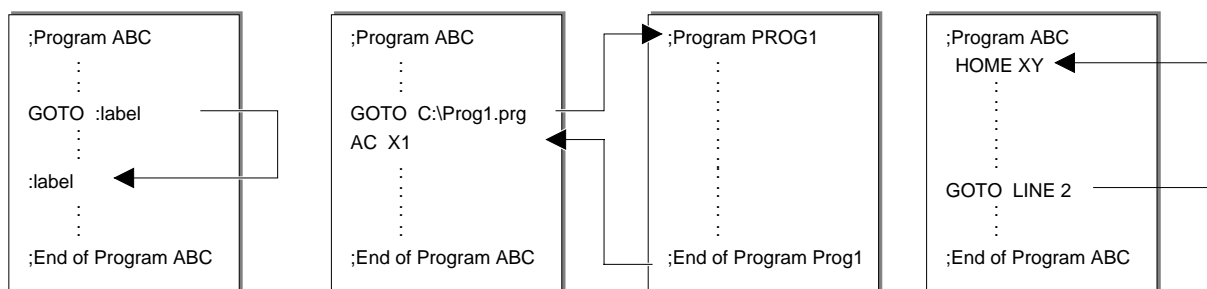 ;Program ABC
GOTO :label
:label
;End of Program ABC
;Program ABC
GOTO C:\Prog1.prg
AC X1
;End of Program ABC
;Program PROG1
;End of Program Prog1
;Program ABC
HOME XY
GOTO LINE 2
;End of Program ABC